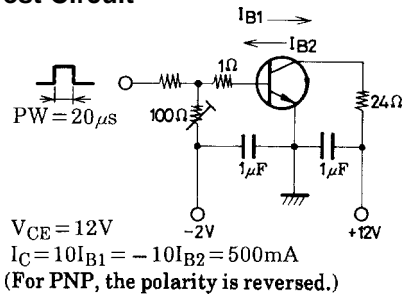 est Circuit
IB1
IB2
1Ω
PW=20μs
100Ω
24Ω
1μF
1μF
-2V
+12V
VCE=12V
IC=10IB1=-10IB2=500mA
(For PNP, the polarity is reversed.)